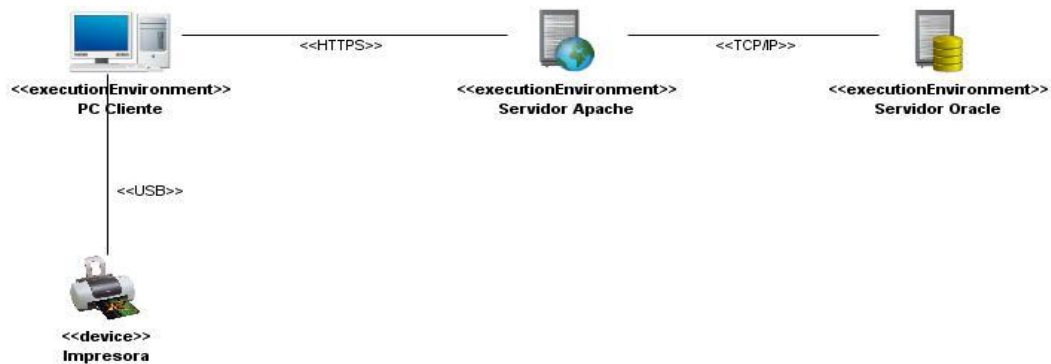 <<HTTPS>>
<<TCP/IP>>
<<executionEnvironment>>
PC Cliente
<<executionEnvironment>>
Servidor Apache
<<executionEnvironment>>
Servidor Oracle
<<USB>>
<<device>>
Impresora